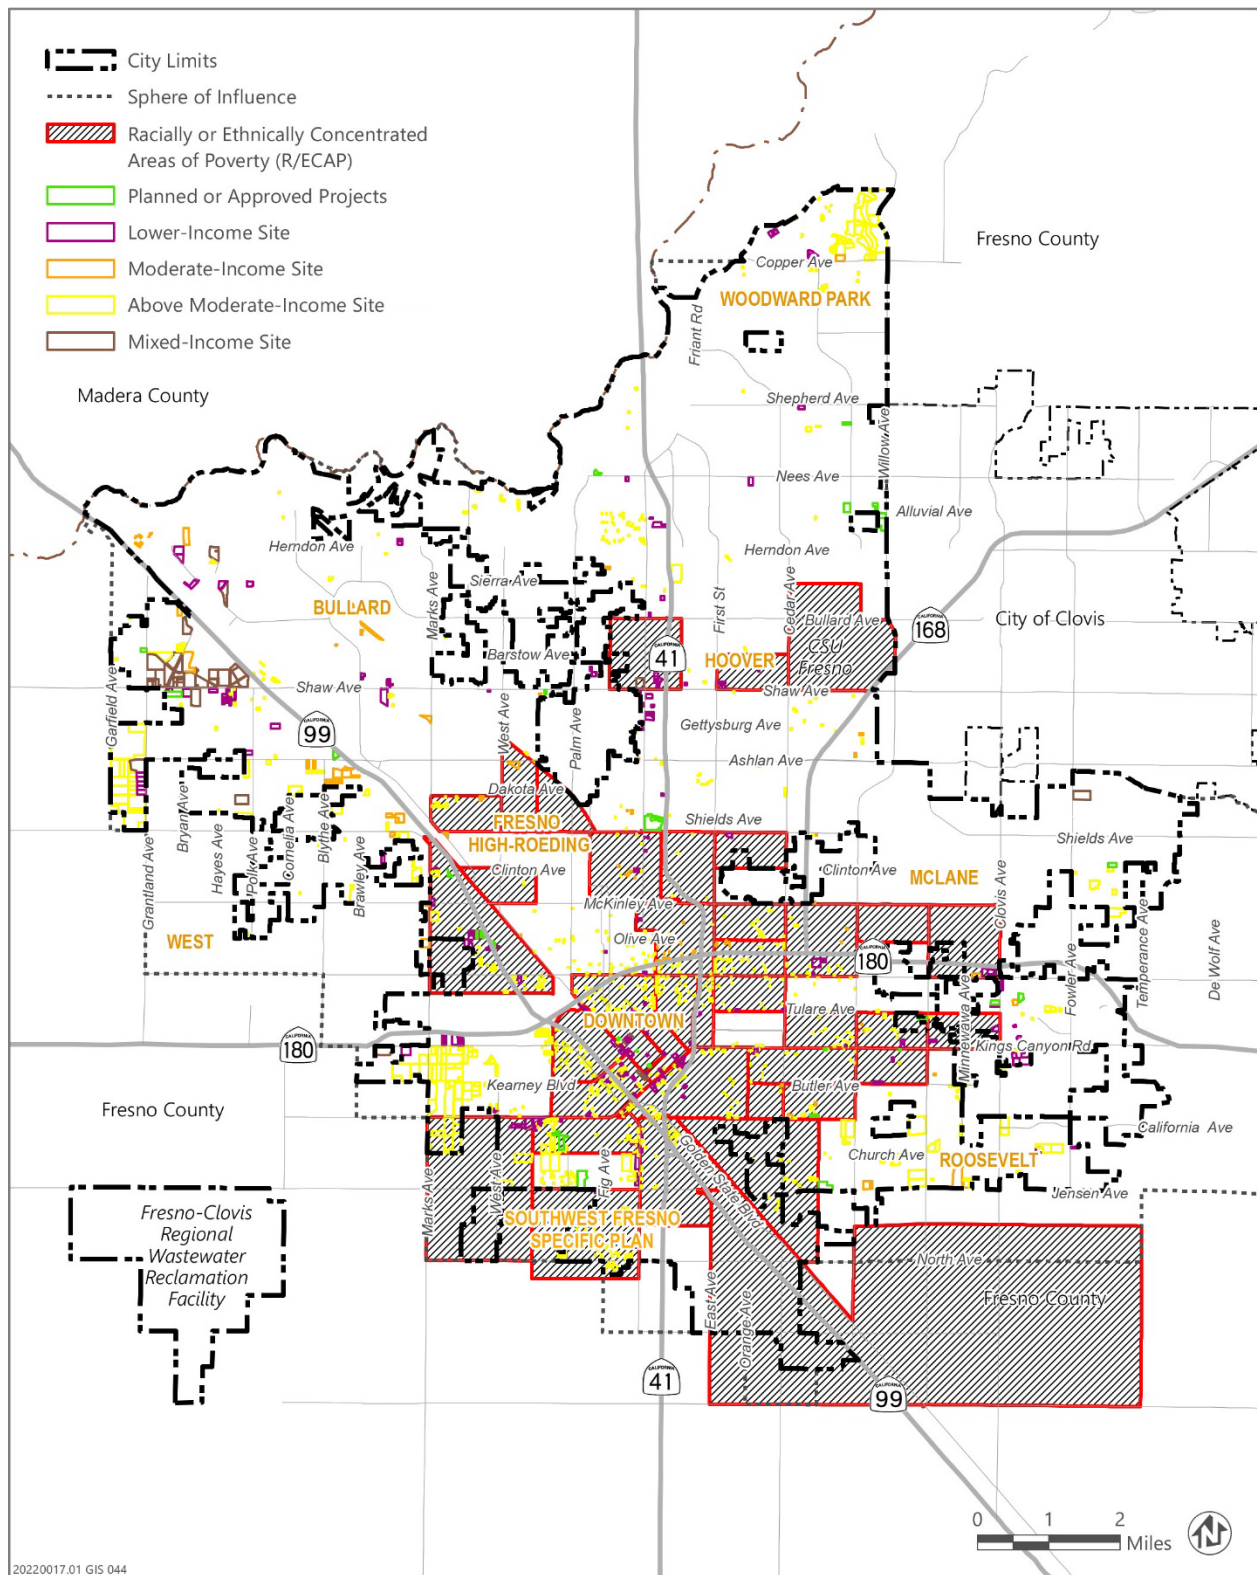 City Limits
Sphere of Influence
Racially or Ethnically Concentrated
Areas of Poverty (R/ECAP)
Planned or Approved Projects
Lower-Income Site
Moderate-Income Site
Above Moderate-Income Site
Mixed-Income Site
Fresno County
Copper Ave
WOODWARD PARK
Friant Rd
Madera County
Shepherd Ave
Willow Ave
Nees Ave
Alluvial Ave
Herndon Ave
Herndon Ave
Sierra Ave
Marks Ave
BULLARD
First St
Cedar Ave
Bullard Ave
CALIFORNIA
168
City of Clovis
CSU
Fresno
Barstow Ave
CALIFORNIA
41
HOOVER
Garfield Ave
Shaw Ave
Shaw Ave
West Ave
Palm Ave
Gettysburg Ave
CALIFORNIA
99
Ashlan Ave
Dakota Ave
Bryan Ave
Blythe Ave
Cornelia Ave
FRESNO
HIGH-ROEDING
Shields Ave
Shields Ave
Grantland Ave
Hayes Ave
Polk Ave
Brawley Ave
Clinton Ave
Clinton Ave
MCLANE
Clovis Ave
McKinley Ave
WEST
Olive Ave
CALIFORNIA
180
Fowler Ave
Temperance Ave
De Wolf Ave
DOWNTOWN
Tulare Ave
Minnewawa Ave
CALIFORNIA
180
Kings Canyon Rd
Kearney Blvd
Butler Ave
Fresno County
California Ave
Golden State Blvd
Church Ave
ROOSEVELT
Marks Ave
West Ave
Fig Ave
Jensen Ave
Fresno-Clovis
Regional
Wastewater
Reclamation
Facility
SOUTHWEST FRESNO
SPECIFIC PLAN
North Ave
East Ave
Orange Ave
Fresno County
CALIFORNIA
41
CALIFORNIA
99
0 1 2
Miles
N
20220017.01 GIS 044